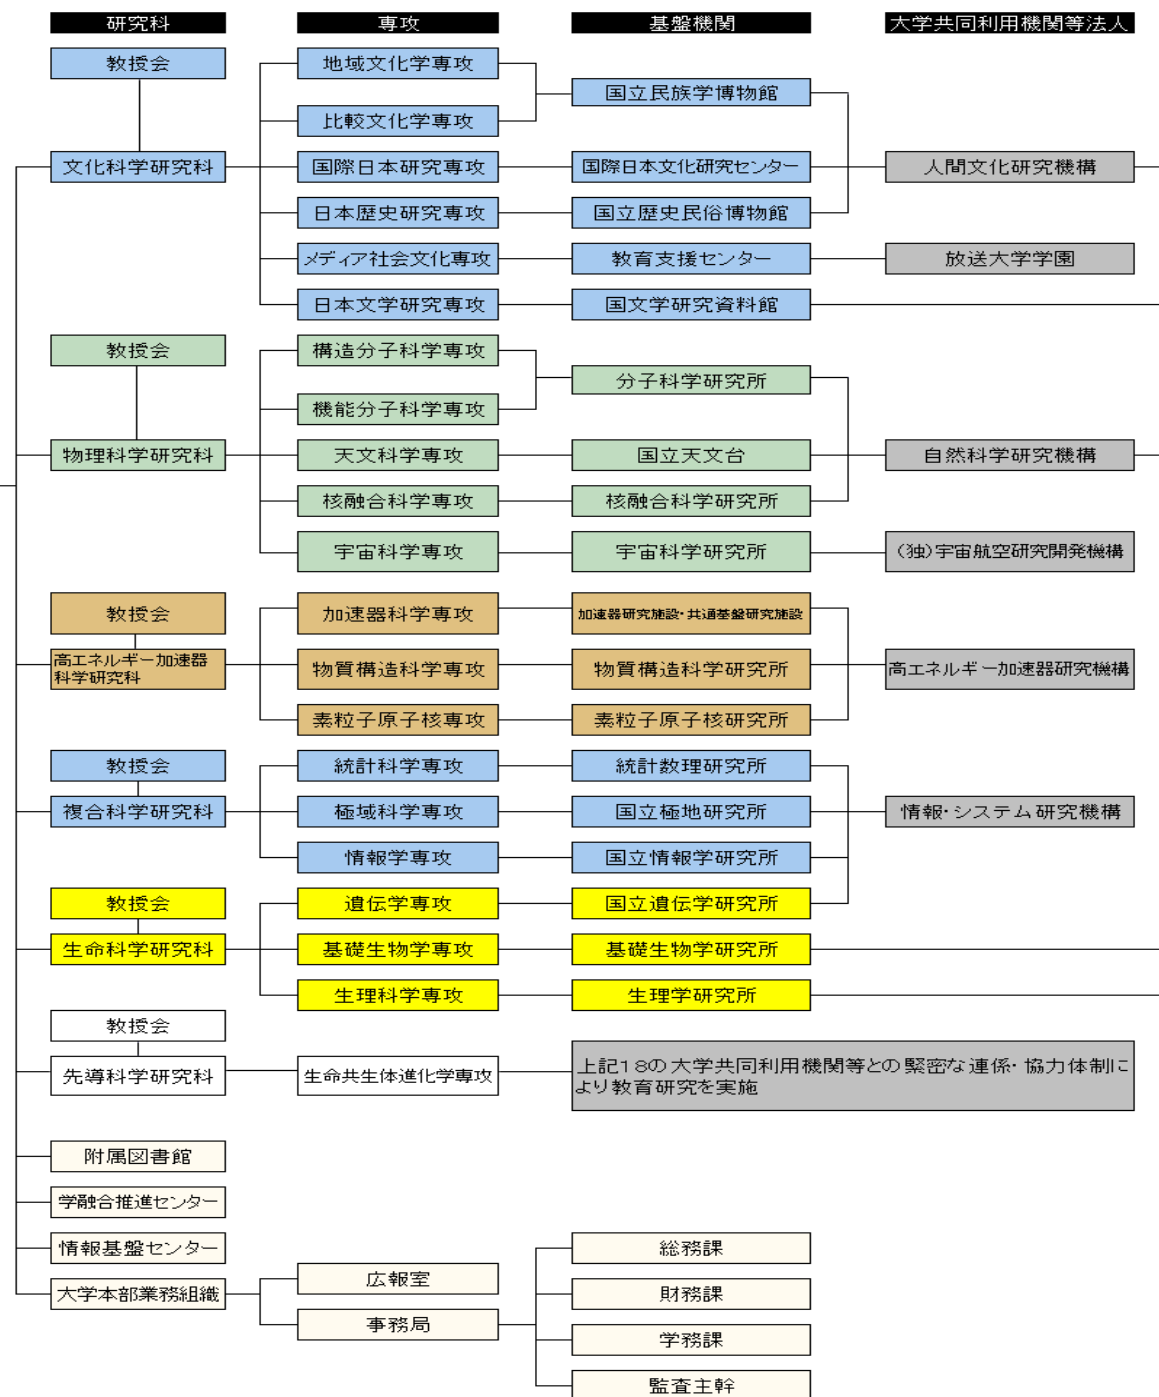 研究科 専攻 基盤機関 大学共同利用機関等法人
教授会 地域文化学専攻
国立民族学博物館
比較文化学専攻
文化科学研究科 国際日本研究専攻 国際日本文化研究センター 人間文化研究機構
日本歴史研究専攻 国立歴史民俗博物館
メディア社会文化専攻 教育支援センター 放送大学学園
日本文学研究専攻 国文学研究資料館
教授会 構造分子科学専攻
分子科学研究所
機能分子科学専攻
物理科学研究科 天文科学専攻 国立天文台 自然科学研究機構
核融合科学専攻 核融合科学研究所
宇宙科学専攻 宇宙科学研究所 (独)宇宙航空研究開発機構
教授会 加速器科学専攻 加速器研究施設・共通基盤研究施設
高エネルギー加速器
科学研究科 物質構造科学専攻 物質構造科学研究所 高エネルギー加速器研究機構
素粒子原子核専攻 素粒子原子核研究所
教授会 統計科学専攻 統計数理研究所
複合科学研究科 極域科学専攻 国立極地研究所 情報・システム研究機構
情報学専攻 国立情報学研究所
教授会 遺伝学専攻 国立遺伝学研究所
生命科学研究科 基礎生物学専攻 基礎生物学研究所
生理科学専攻 生理学研究所
教授会
先導科学研究科 生命共生体進化学専攻 上記18の大学共同利用機関等との緊密な連係・協力体制に
より教育研究を実施
附属図書館
学融合推進センター
情報基盤センター 総務課
大学本部業務組織 広報室 財務課
事務局 学務課
監査主幹